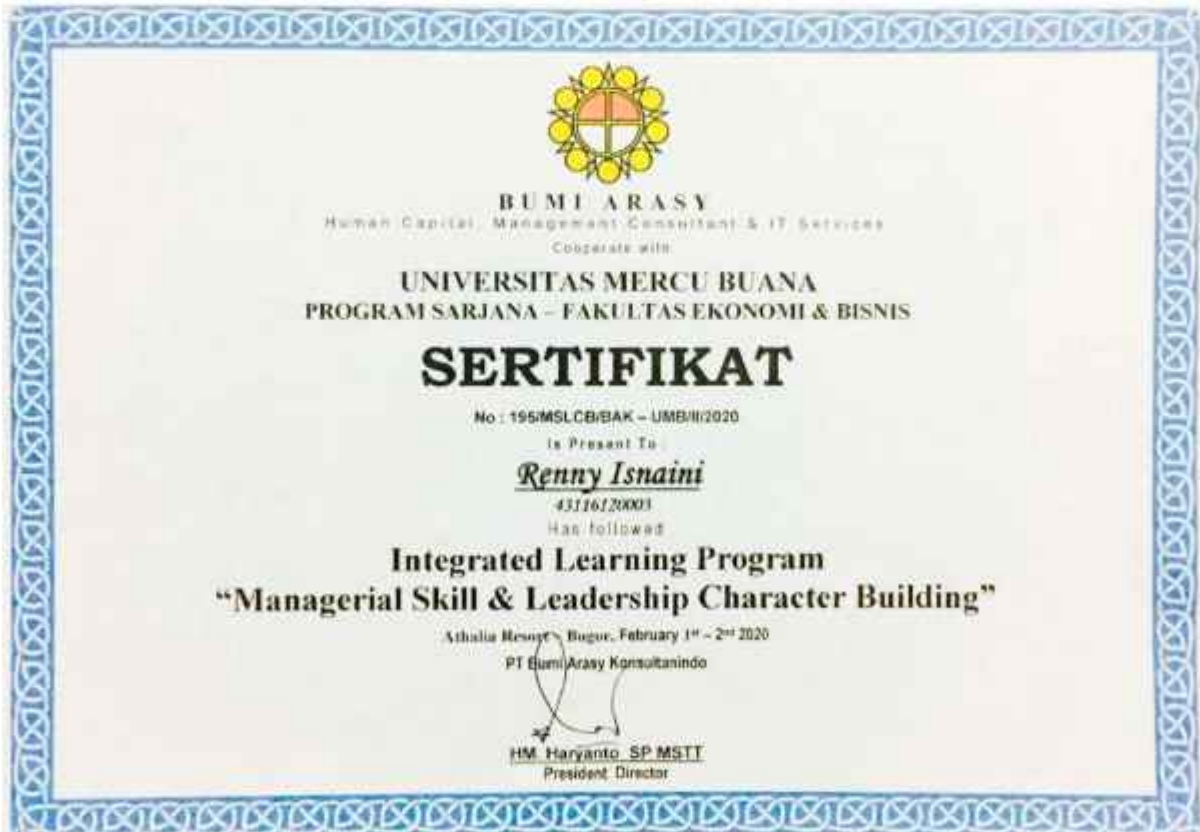 BUMI ARASY
Human Capital, Management Consultant & IT Services
Cooperate with
UNIVERSITAS MERCU BUANA
PROGRAM SARJANA – FAKULTAS EKONOMI & BISNIS
SERTIFIKAT
No : 195/MSLCB/BAK – UMB/II/2020
Is Present To :
Renny Isnaini
43116120003
Has followed
Integrated Learning Program
“Managerial Skill & Leadership Character Building”
Athalia Resort – Bogor, February 1st – 2nd 2020
PT Bumi Arasy Konsultanindo
HM. Haryanto SP MSTT
President Director